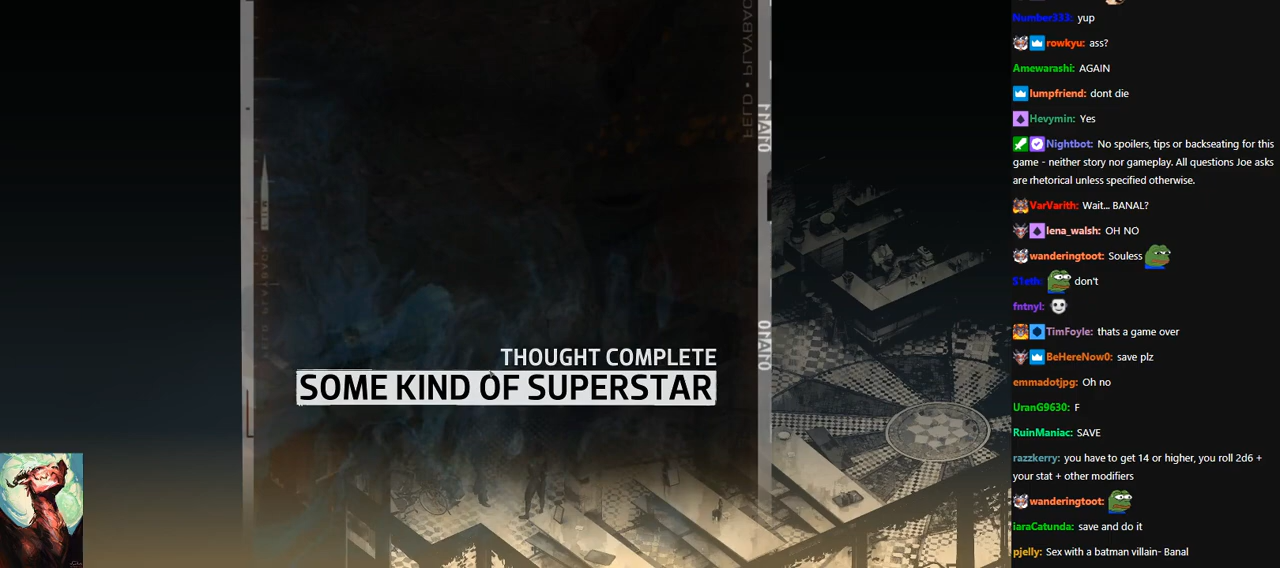 FELD • PLAYBACK
THOUGHT COMPLETE
SOME KIND OF SUPERSTAR
Number333: yup
rowkyu: ass?
Amewarashi: AGAIN
lumpfriend: dont die
Hevymin: Yes
Nightbot: No spoilers, tips or backseating for this
game - neither story nor gameplay. All questions Joe asks
are rhetorical unless specified otherwise.
VarVarith: Wait... BANAL?
lena_walsh: OH NO
wanderingtoot: Souless
S1eth: don't
fntnyl:
TimFoyle: thats a game over
BeHereNow0: save plz
emmadotjpg: Oh no
UranG9630: F
RuinManiac: SAVE
razzkerry: you have to get 14 or higher, you roll 2d6 +
your stat + other modifiers
wanderingtoot:
iaraCatunda: save and do it
pjelly: Sex with a batman villain- Banal